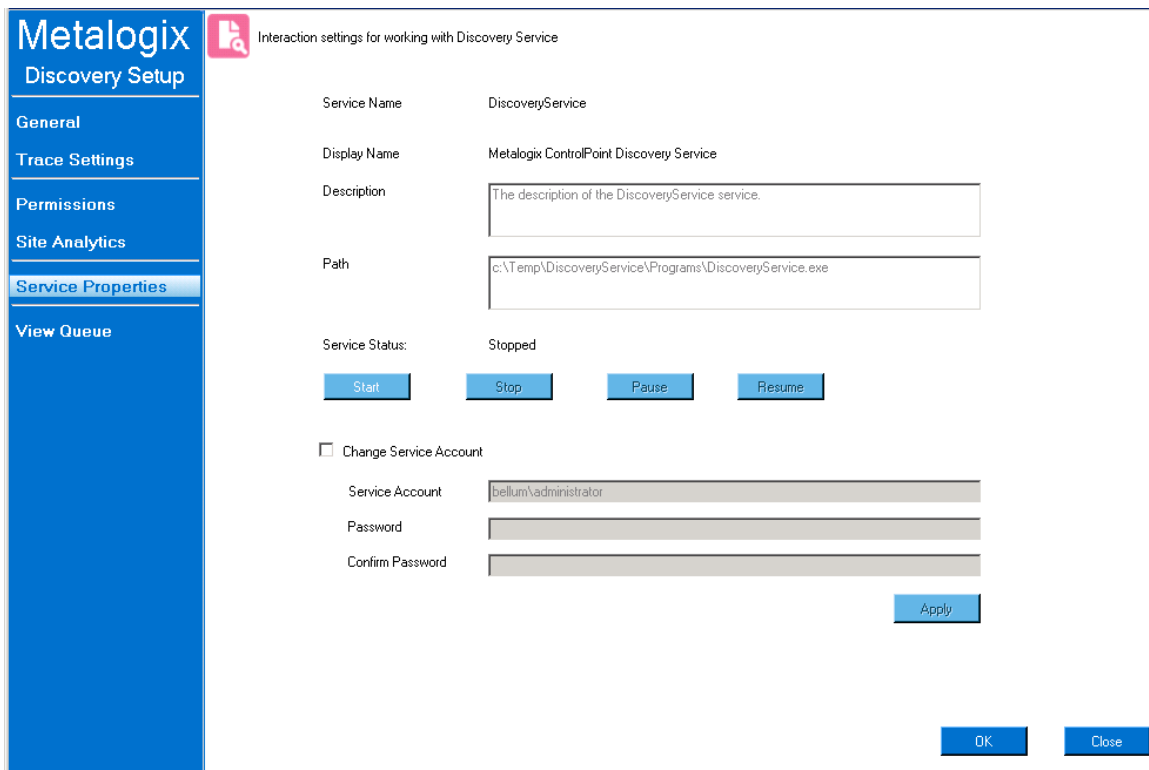 Metalogix
Discovery Setup
General
Trace Settings
Permissions
Site Analytics
Service Properties
View Queue
Interaction settings for working with Discovery Service
Service Name DiscoveryService
Display Name Metalogix ControlPoint Discovery Service
Description The description of the DiscoveryService service.
Path c:\Temp\DiscoveryService\Programs\DiscoveryService.exe
Service Status: Stopped
Start Stop Pause Resume
Change Service Account
Service Account bellum\administrator
Password
Confirm Password
Apply
OK Close